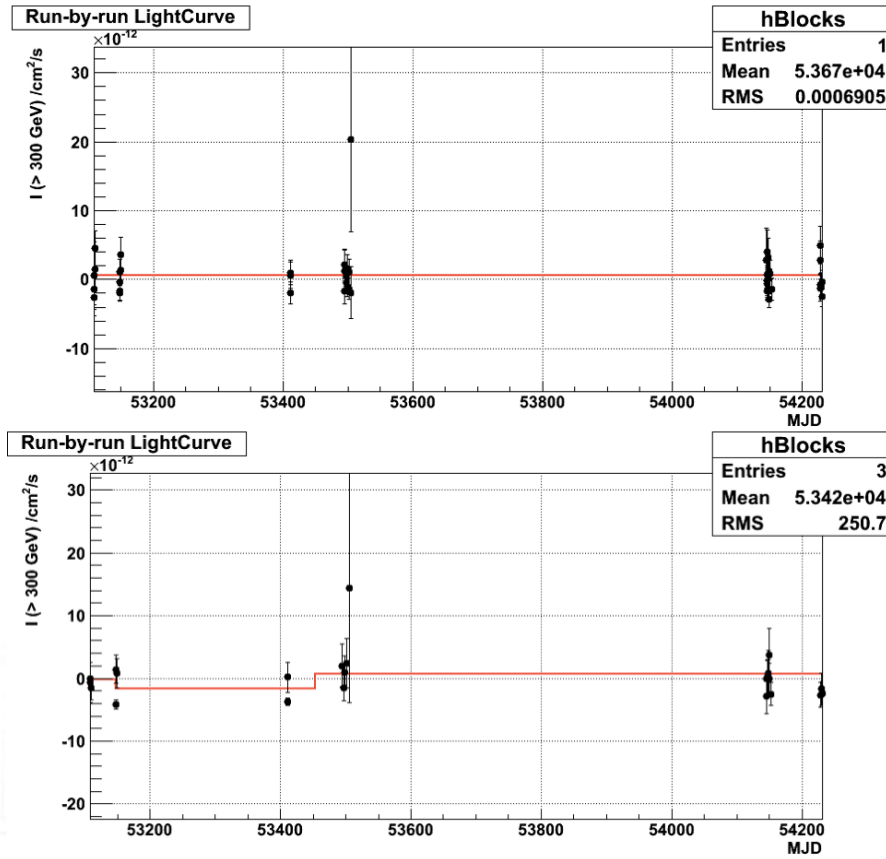 Run-by-run LightCurve
×10⁻¹²
hBlocks
Entries 1
Mean 5.367e+04
RMS 0.0006905
I (> 300 GeV) /cm²/s
30
20
10
0
-10
53200 53400 53600 53800 54000 54200
MJD
Run-by-run LightCurve
×10⁻¹²
hBlocks
Entries 3
Mean 5.342e+04
RMS 250.7
I (> 300 GeV) /cm²/s
30
20
10
0
-10
-20
53200 53400 53600 53800 54000 54200
MJD